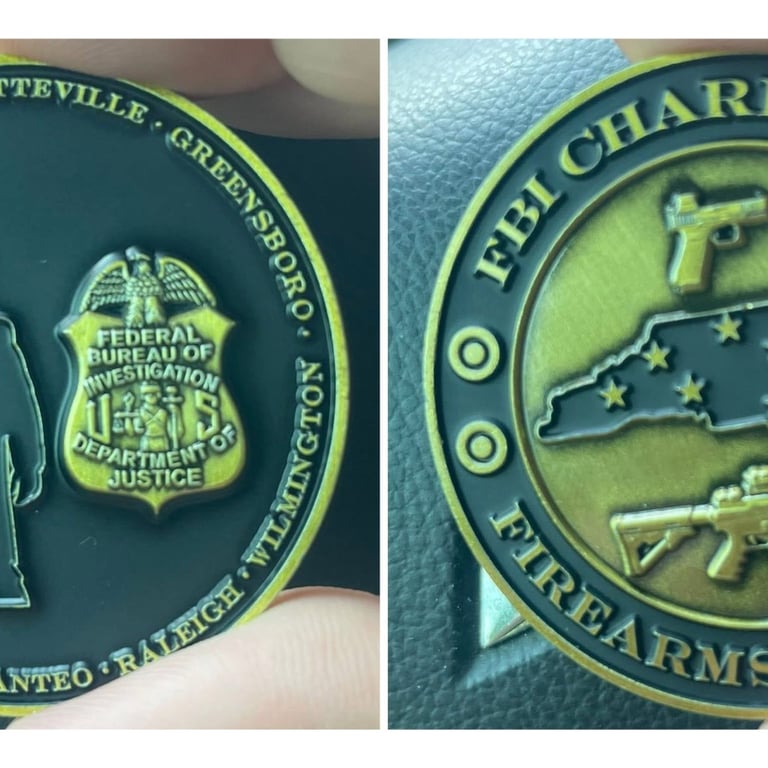 TTEVILLE · GREENSBORO · WILMINGTON · RALEIGH · ANTEO
FEDERAL
BUREAU OF
INVESTIGATION
U S
DEPARTMENT OF
JUSTICE
FBI CHAR
FIREARMS